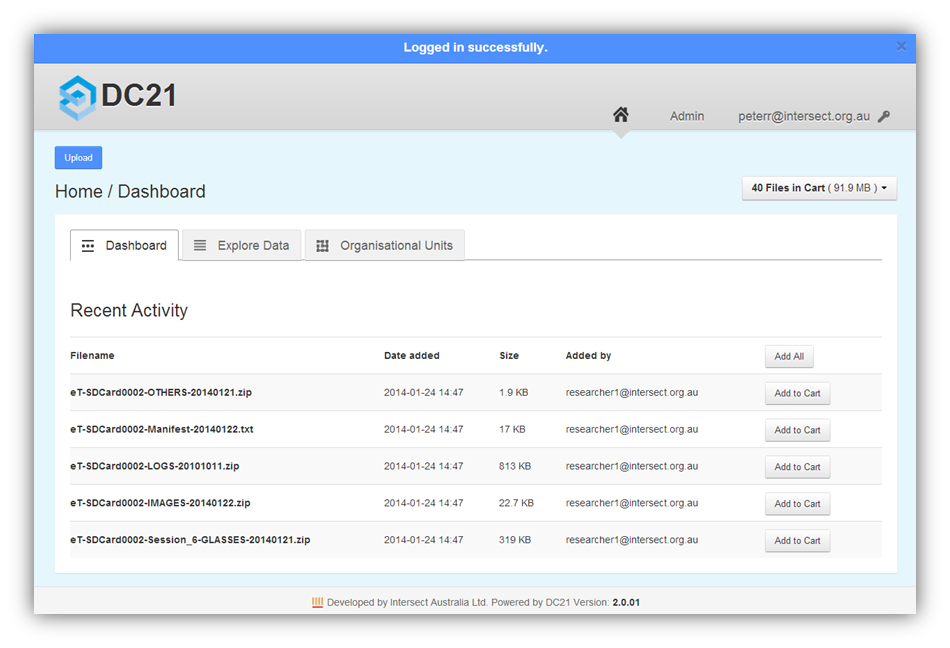 Logged in successfully. ×
DC21
Admin peterr@intersect.org.au
Upload
Home / Dashboard
40 Files in Cart ( 91.9 MB )
Dashboard Explore Data Organisational Units
Recent Activity
Filename Date added Size Added by Add All
eT-SDCard0002-OTHERS-20140121.zip 2014-01-24 14:47 1.9 KB researcher1@intersect.org.au Add to Cart
eT-SDCard0002-Manifest-20140122.txt 2014-01-24 14:47 17 KB researcher1@intersect.org.au Add to Cart
eT-SDCard0002-LOGS-20101011.zip 2014-01-24 14:47 813 KB researcher1@intersect.org.au Add to Cart
eT-SDCard0002-IMAGES-20140122.zip 2014-01-24 14:47 22.7 KB researcher1@intersect.org.au Add to Cart
eT-SDCard0002-Session_6-GLASSES-20140121.zip 2014-01-24 14:47 319 KB researcher1@intersect.org.au Add to Cart
Developed by Intersect Australia Ltd. Powered by DC21 Version: 2.0.01